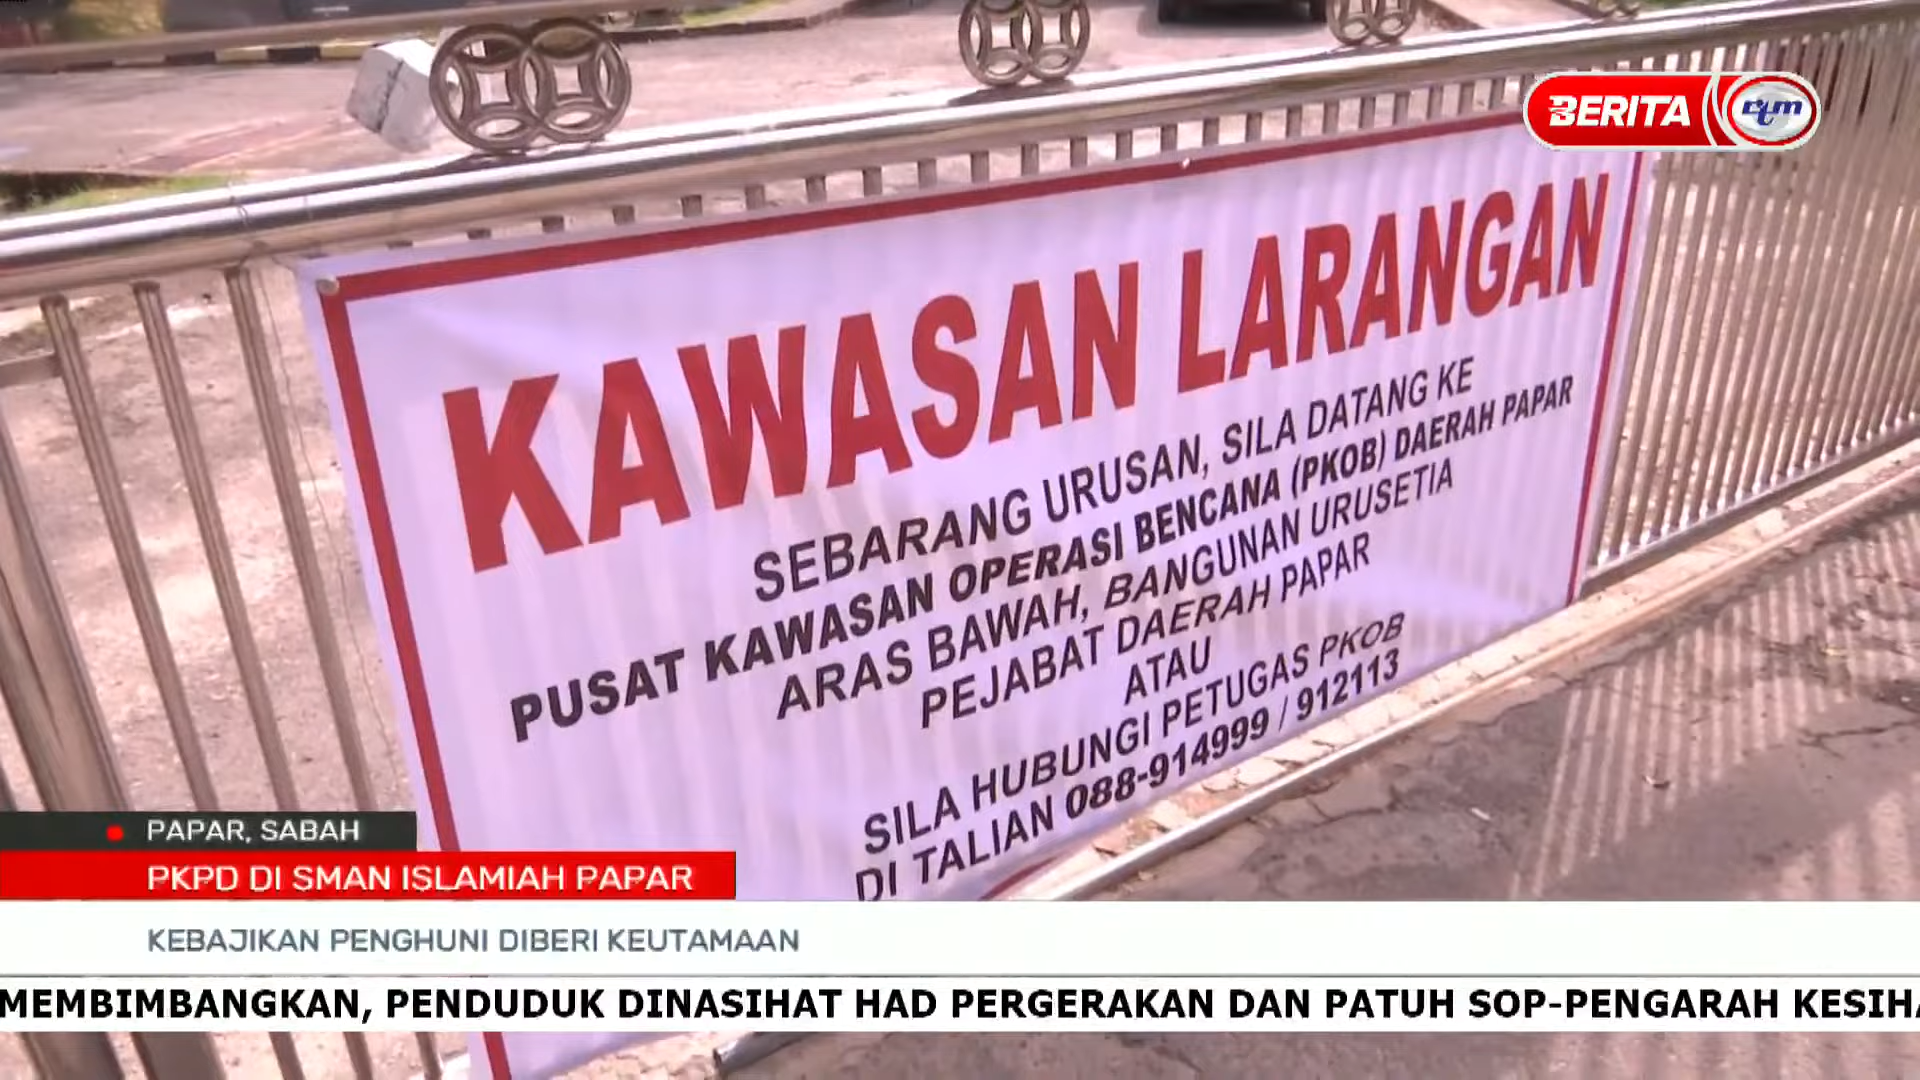 BERITA rtm
KAWASAN LARANGAN
SEBARANG URUSAN, SILA DATANG KE
PUSAT KAWASAN OPERASI BENCANA (PKOB) DAERAH PAPAR
ARAS BAWAH, BANGUNAN URUSETIA
PEJABAT DAERAH PAPAR
ATAU
SILA HUBUNGI PETUGAS PKOB
DI TALIAN 088-914999 / 912113
PAPAR, SABAH
PKPD DI SMAN ISLAMIAH PAPAR
KEBAJIKAN PENGHUNI DIBERI KEUTAMAAN
MEMBIMBANGKAN, PENDUDUK DINASIHAT HAD PERGERAKAN DAN PATUH SOP-PENGARAH KESIHA